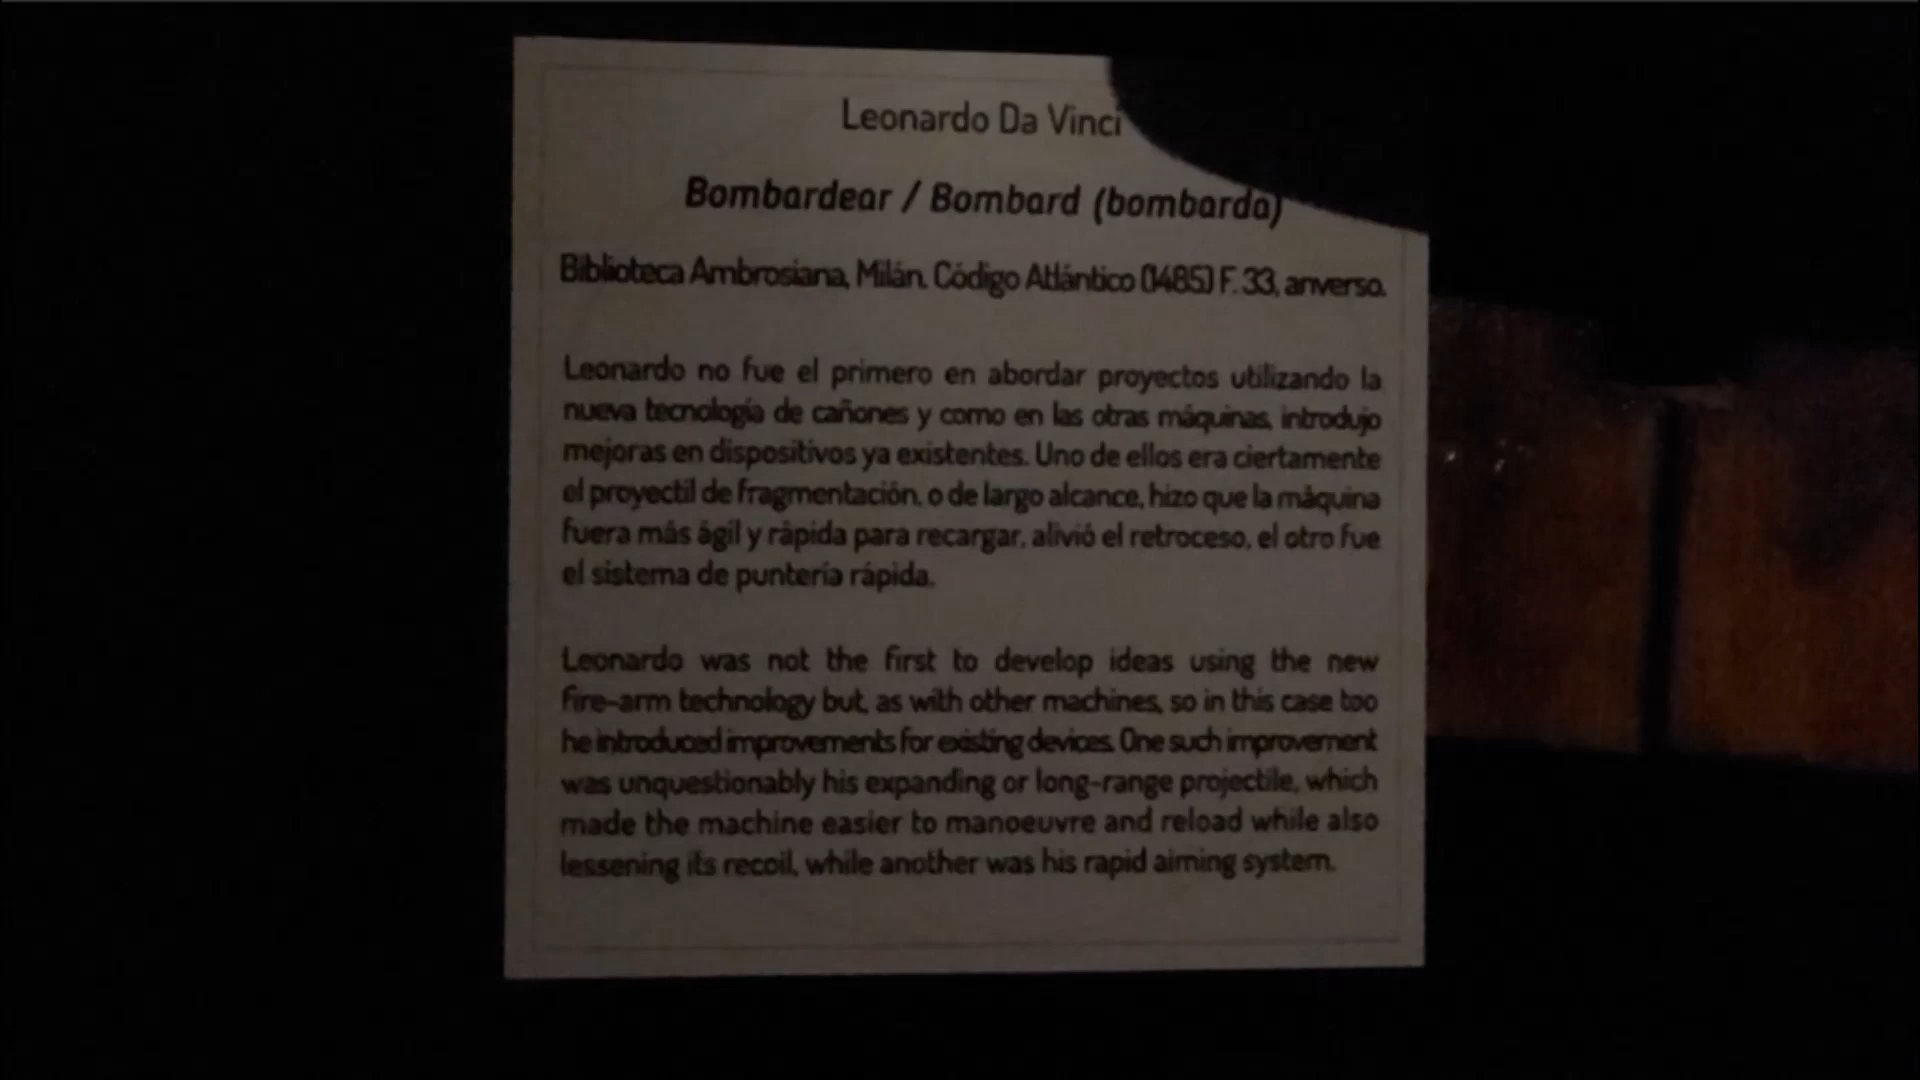 Leonardo Da Vinci
Bombardear / Bombard (bombarda)
Biblioteca Ambrosiana, Milán. Código Atlántico (1485) F. 33, anverso.
Leonardo no fue el primero en abordar proyectos utilizando la
nueva tecnología de cañones y como en las otras máquinas, introdujo
mejoras en dispositivos ya existentes. Uno de ellos era ciertamente
el proyectil de fragmentación, o de largo alcance, hizo que la máquina
fuera más ágil y ràpida para recargar, alivió el retroceso, el otro fue
el sistema de puntería rápida.
Leonardo was not the first to develop ideas using the new
fire-arm technology but, as with other machines, so in this case too
he introduced improvements for existing devices. One such improvement
was unquestionably his expanding or long-range projectile, which
made the machine easier to manoeuvre and reload while also
lessening its recoil, while another was his rapid aiming system.